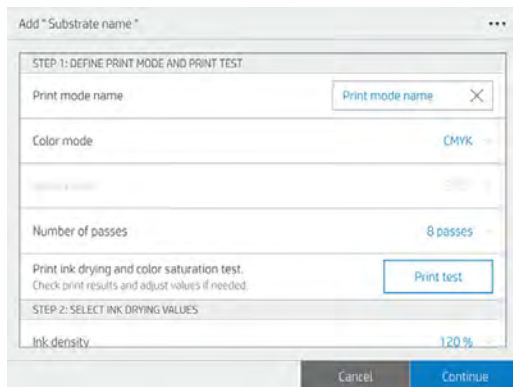 Add "Substrate name"
STEP 1: DEFINE PRINT MODE AND PRINT TEST
Print mode name
Print mode name
Color mode
CMYK
Number of passes
8 passes
Print ink drying and color saturation test.
Check print results and adjust values if needed.
Print test
STEP 2: SELECT INK DRYING VALUES
Ink density
120 %
Cancel
Continue